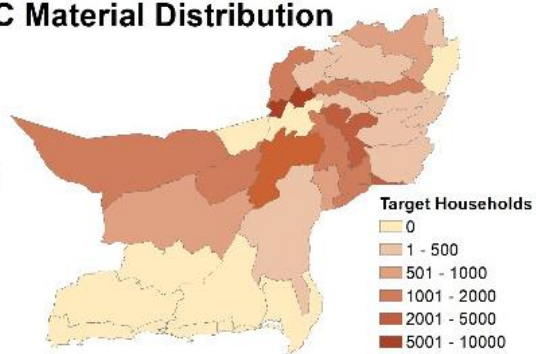 C Material Distribution
Target Households
0
1 - 500
501 - 1000
1001 - 2000
2001 - 5000
5001 - 10000